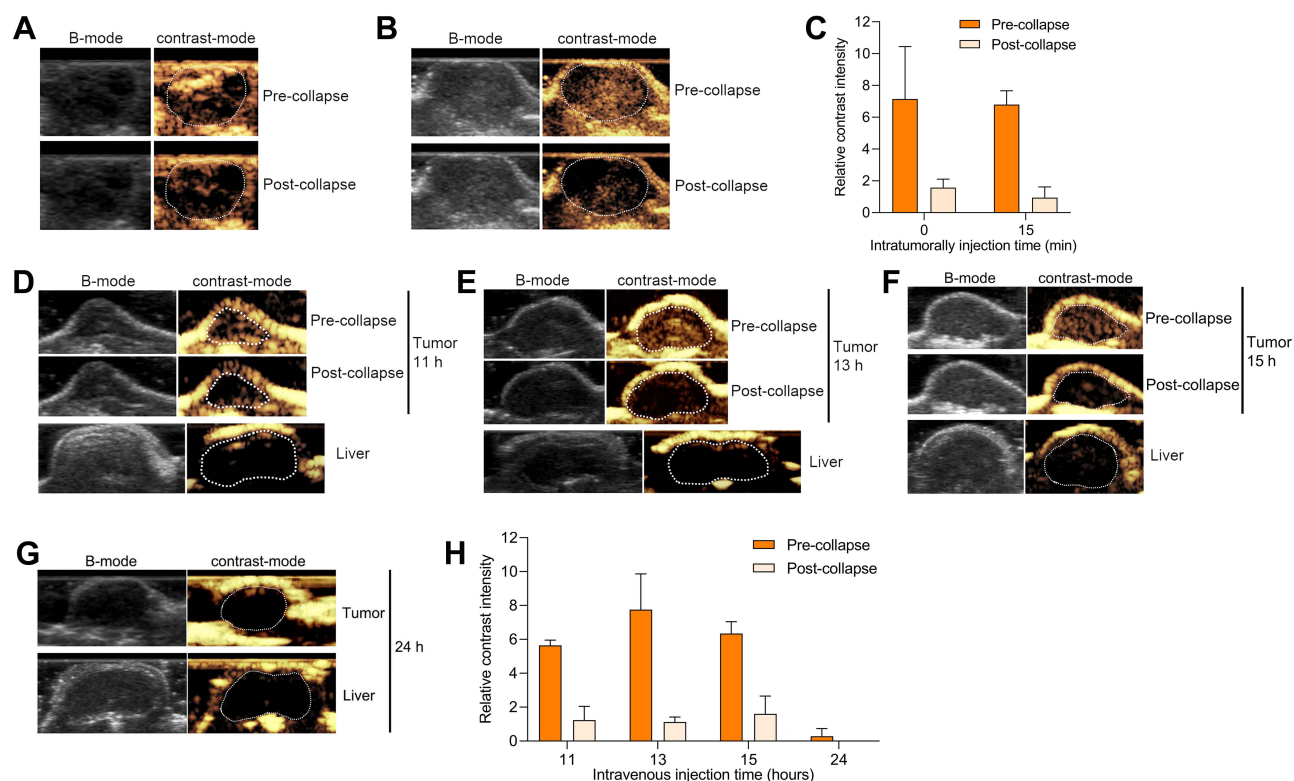 A
B-mode contrast-mode
Pre-collapse
Post-collapse
B
B-mode contrast-mode
Pre-collapse
Post-collapse
C
12
10
8
6
4
2
0
Relative contrast intensity
Pre-collapse
Post-collapse
0 15
Intratumorally injection time (min)
D
B-mode contrast-mode
Pre-collapse
Post-collapse
Tumor
11 h
Liver
E
B-mode contrast-mode
Pre-collapse
Post-collapse
Tumor
13 h
Liver
F
B-mode contrast-mode
Pre-collapse
Post-collapse
Tumor
15 h
Liver
G
B-mode contrast-mode
Tumor
24 h
Liver
H
12
10
8
6
4
2
0
Relative contrast intensity
Pre-collapse
Post-collapse
11 13 15 24
Intravenous injection time (hours)